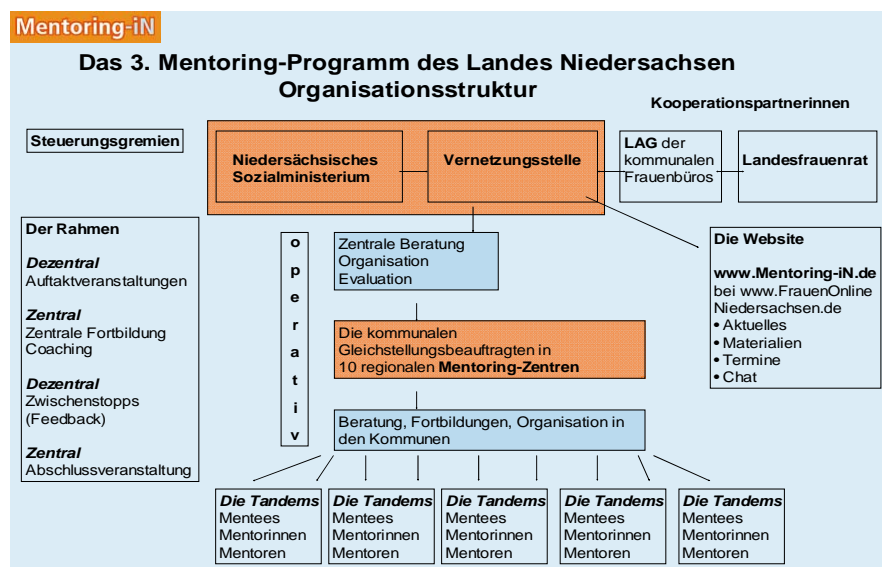 Mentoring-iN
Das 3. Mentoring-Programm des Landes Niedersachsen
Organisationsstruktur
Kooperationspartnerinnen
Steuerungsgremien
Niedersächsisches
Sozialministerium
Vernetzungsstelle
LAG der
kommunalen
Frauenbüros
Landesfrauenrat
Der Rahmen
Dezentral
Auftaktveranstaltungen
Zentral
Zentrale Fortbildung
Coaching
Dezentral
Zwischenstopps
(Feedback)
Zentral
Abschlussveranstaltung
o
p
e
r
a
t
i
v
Zentrale Beratung
Organisation
Evaluation
Die kommunalen
Gleichstellungsbeauftragten in
10 regionalen Mentoring-Zentren
Beratung, Fortbildungen, Organisation in
den Kommunen
Die Website
www.Mentoring-iN.de
bei www.FrauenOnline
Niedersachsen.de
• Aktuelles
• Materialien
• Termine
• Chat
Die Tandems
Mentees
Mentorinnen
Mentoren
Die Tandems
Mentees
Mentorinnen
Mentoren
Die Tandems
Mentees
Mentorinnen
Mentoren
Die Tandems
Mentees
Mentorinnen
Mentoren
Die Tandems
Mentees
Mentorinnen
Mentoren